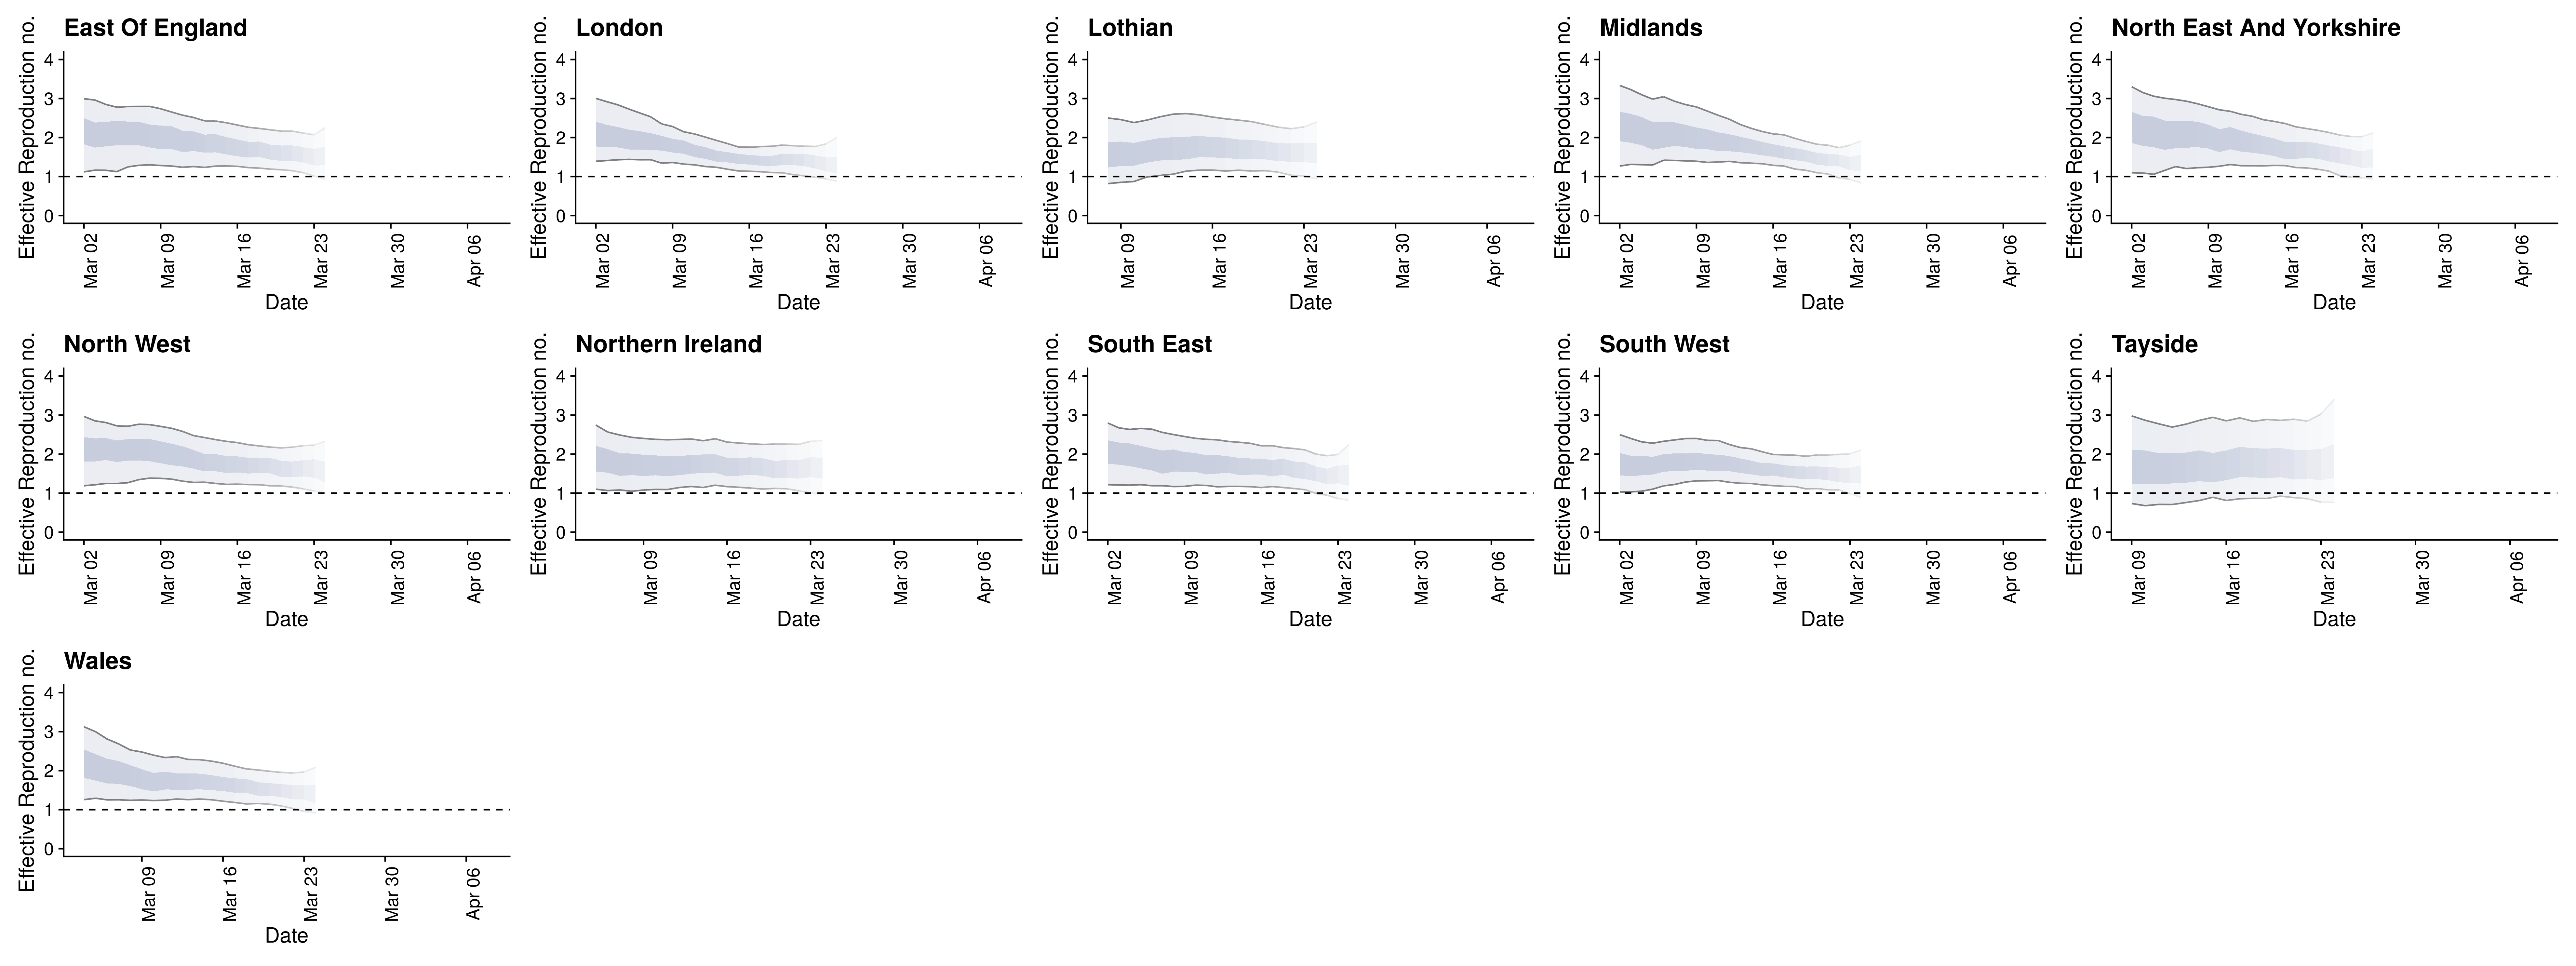 East Of England
Effective Reproduction no.
4
3
2
1
0
Mar 02
Mar 09
Mar 16
Mar 23
Mar 30
Apr 06
Date
London
Effective Reproduction no.
4
3
2
1
0
Mar 02
Mar 09
Mar 16
Mar 23
Mar 30
Apr 06
Date
Lothian
Effective Reproduction no.
4
3
2
1
0
Mar 09
Mar 16
Mar 23
Mar 30
Apr 06
Date
Midlands
Effective Reproduction no.
4
3
2
1
0
Mar 02
Mar 09
Mar 16
Mar 23
Mar 30
Apr 06
Date
North East And Yorkshire
Effective Reproduction no.
4
3
2
1
0
Mar 02
Mar 09
Mar 16
Mar 23
Mar 30
Apr 06
Date
North West
Effective Reproduction no.
4
3
2
1
0
Mar 02
Mar 09
Mar 16
Mar 23
Mar 30
Apr 06
Date
Northern Ireland
Effective Reproduction no.
4
3
2
1
0
Mar 09
Mar 16
Mar 23
Mar 30
Apr 06
Date
South East
Effective Reproduction no.
4
3
2
1
0
Mar 02
Mar 09
Mar 16
Mar 23
Mar 30
Apr 06
Date
South West
Effective Reproduction no.
4
3
2
1
0
Mar 02
Mar 09
Mar 16
Mar 23
Mar 30
Apr 06
Date
Tayside
Effective Reproduction no.
4
3
2
1
0
Mar 09
Mar 16
Mar 23
Mar 30
Apr 06
Date
Wales
Effective Reproduction no.
4
3
2
1
0
Mar 09
Mar 16
Mar 23
Mar 30
Apr 06
Date